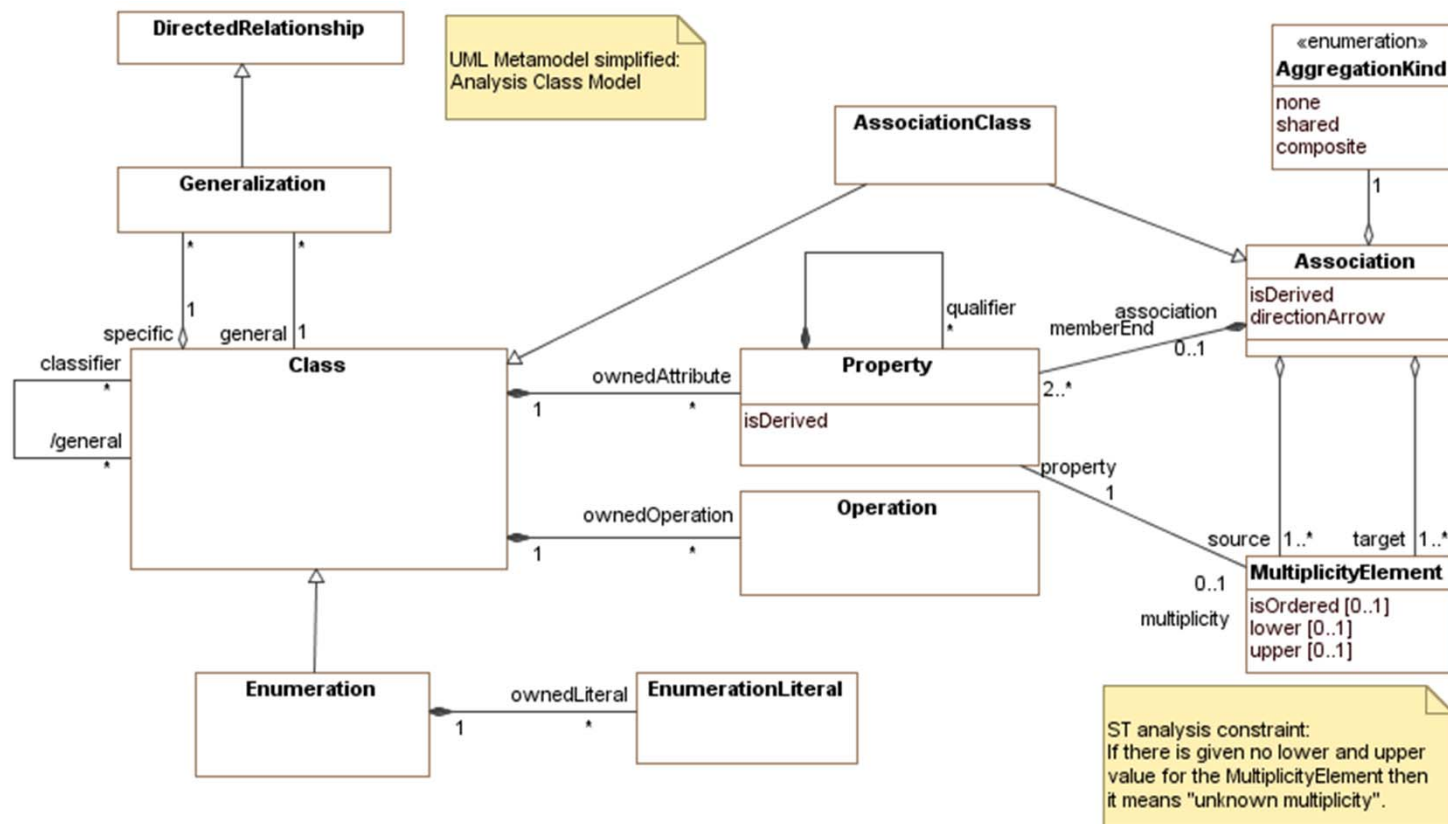 DirectedRelationship
UML Metamodel simplified:
Analysis Class Model
«enumeration»
AggregationKind
none
shared
composite
AssociationClass
Generalization
*
*
1
1
1
specific
general
Class
classifier
*
/general
*
qualifier
*
association
memberEnd
0..1
2..*
Association
isDerived
directionArrow
ownedAttribute
1
*
Property
isDerived
property
1
ownedOperation
1
*
Operation
source
1..*
target
1..*
0..1
multiplicity
MultiplicityElement
isOrdered [0..1]
lower [0..1]
upper [0..1]
Enumeration
ownedLiteral
1
*
EnumerationLiteral
ST analysis constraint:
If there is given no lower and upper
value for the MultiplicityElement then
it means "unknown multiplicity".